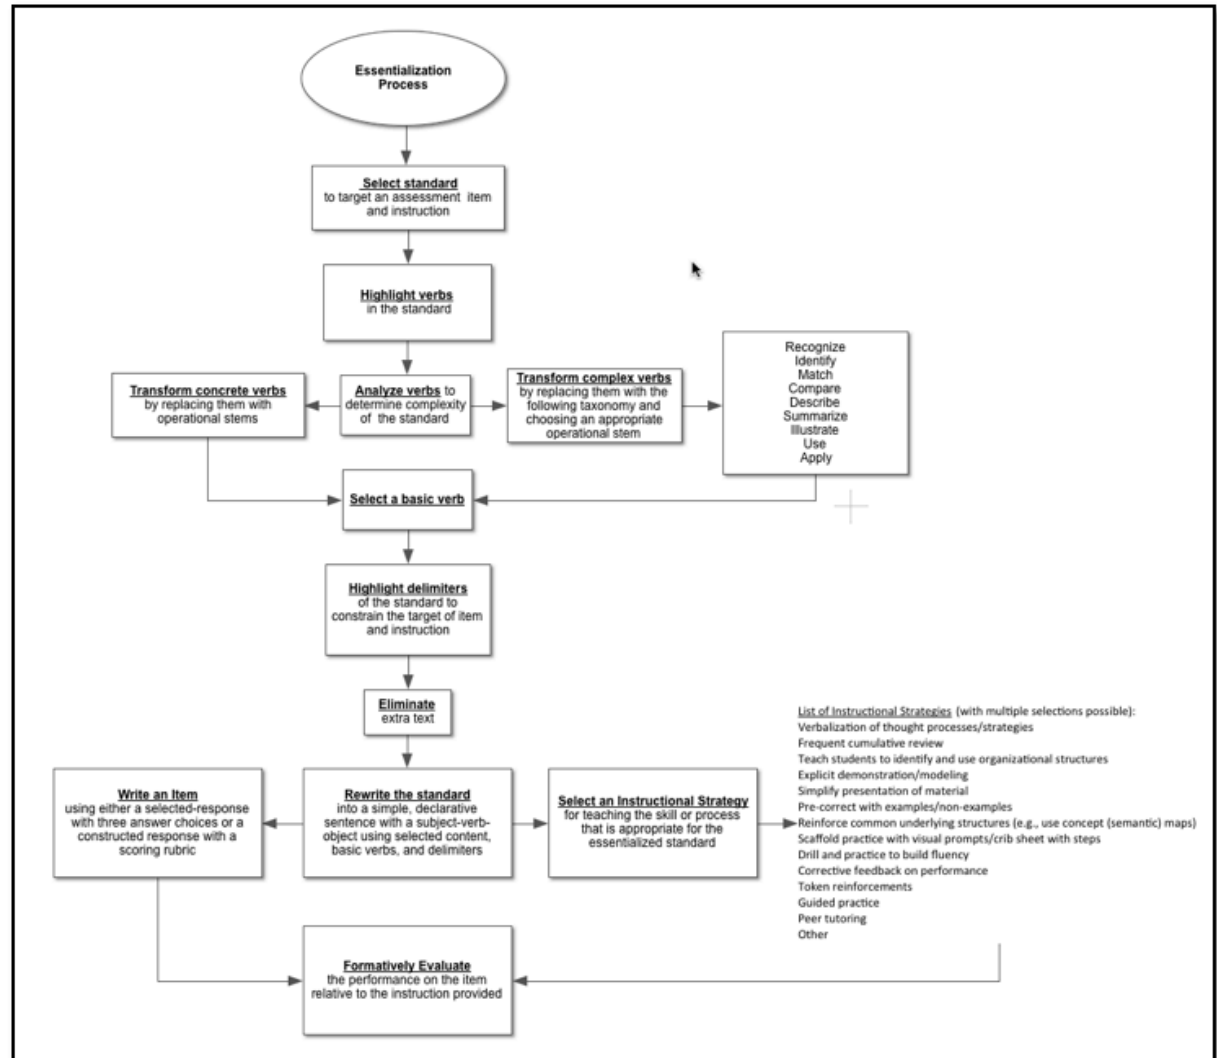 Essentialization
Process
Select standard
to target an assessment item
and instruction
Highlight verbs
in the standard
Transform concrete verbs
by replacing them with
operational stems
Analyze verbs to
determine complexity
of the standard
Transform complex verbs
by replacing them with the
following taxonomy and
choosing an appropriate
operational stem
Recognize
Identify
Match
Compare
Describe
Summarize
Illustrate
Use
Apply
Select a basic verb
Highlight delimiters
of the standard to
constrain the target of item
and instruction
Eliminate
extra text
Write an Item
using either a selected-response
with three answer choices or a
constructed response with a
scoring rubric
Rewrite the standard
into a simple, declarative
sentence with a subject-verb-
object using selected content,
basic verbs, and delimiters
Select an Instructional Strategy
for teaching the skill or process
that is appropriate for the
essentialized standard
List of Instructional Strategies (with multiple selections possible):
Verbalization of thought processes/strategies
Frequent cumulative review
Teach students to identify and use organizational structures
Explicit demonstration/modeling
Simplify presentation of material
Pre-correct with examples/non-examples
Reinforce common underlying structures (e.g., use concept (semantic) maps)
Scaffold practice with visual prompts/crib sheet with steps
Drill and practice to build fluency
Corrective feedback on performance
Token reinforcements
Guided practice
Peer tutoring
Other
Formatively Evaluate
the performance on the item
relative to the instruction provided